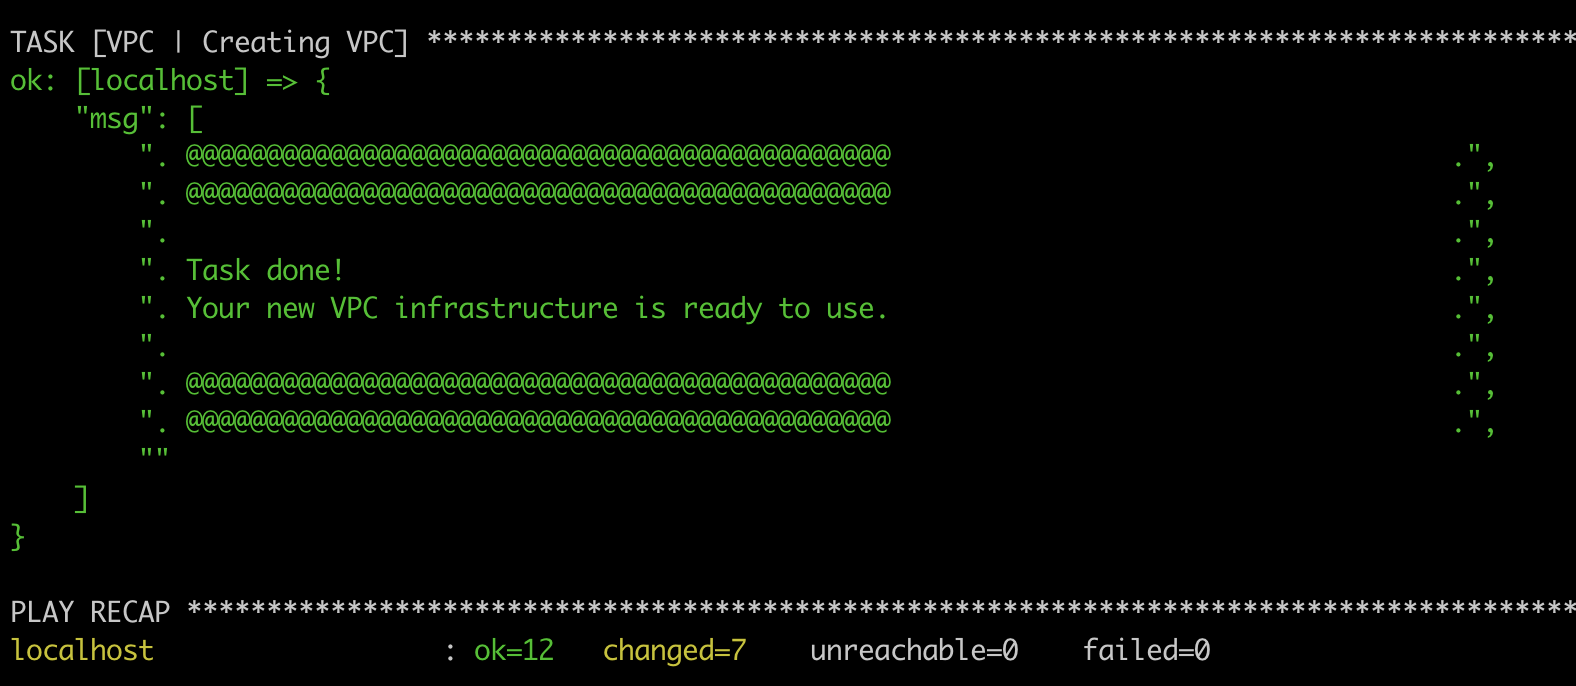 TASK [VPC | Creating VPC] ************************************************************************
ok: [localhost] => {
    "msg": [
        ". @@@@@@@@@@@@@@@@@@@@@@@@@@@@@@@@@@@@@@@@@@@@                                   .",
        ". @@@@@@@@@@@@@@@@@@@@@@@@@@@@@@@@@@@@@@@@@@@@                                   .",
        ".                                                                                .",
        ". Task done!                                                                     .",
        ". Your new VPC infrastructure is ready to use.                                   .",
        ".                                                                                .",
        ". @@@@@@@@@@@@@@@@@@@@@@@@@@@@@@@@@@@@@@@@@@@@                                   .",
        ". @@@@@@@@@@@@@@@@@@@@@@@@@@@@@@@@@@@@@@@@@@@@                                   .",
        ""
    ]
}
PLAY RECAP ***************************************************************************************
localhost                  : ok=12   changed=7    unreachable=0    failed=0